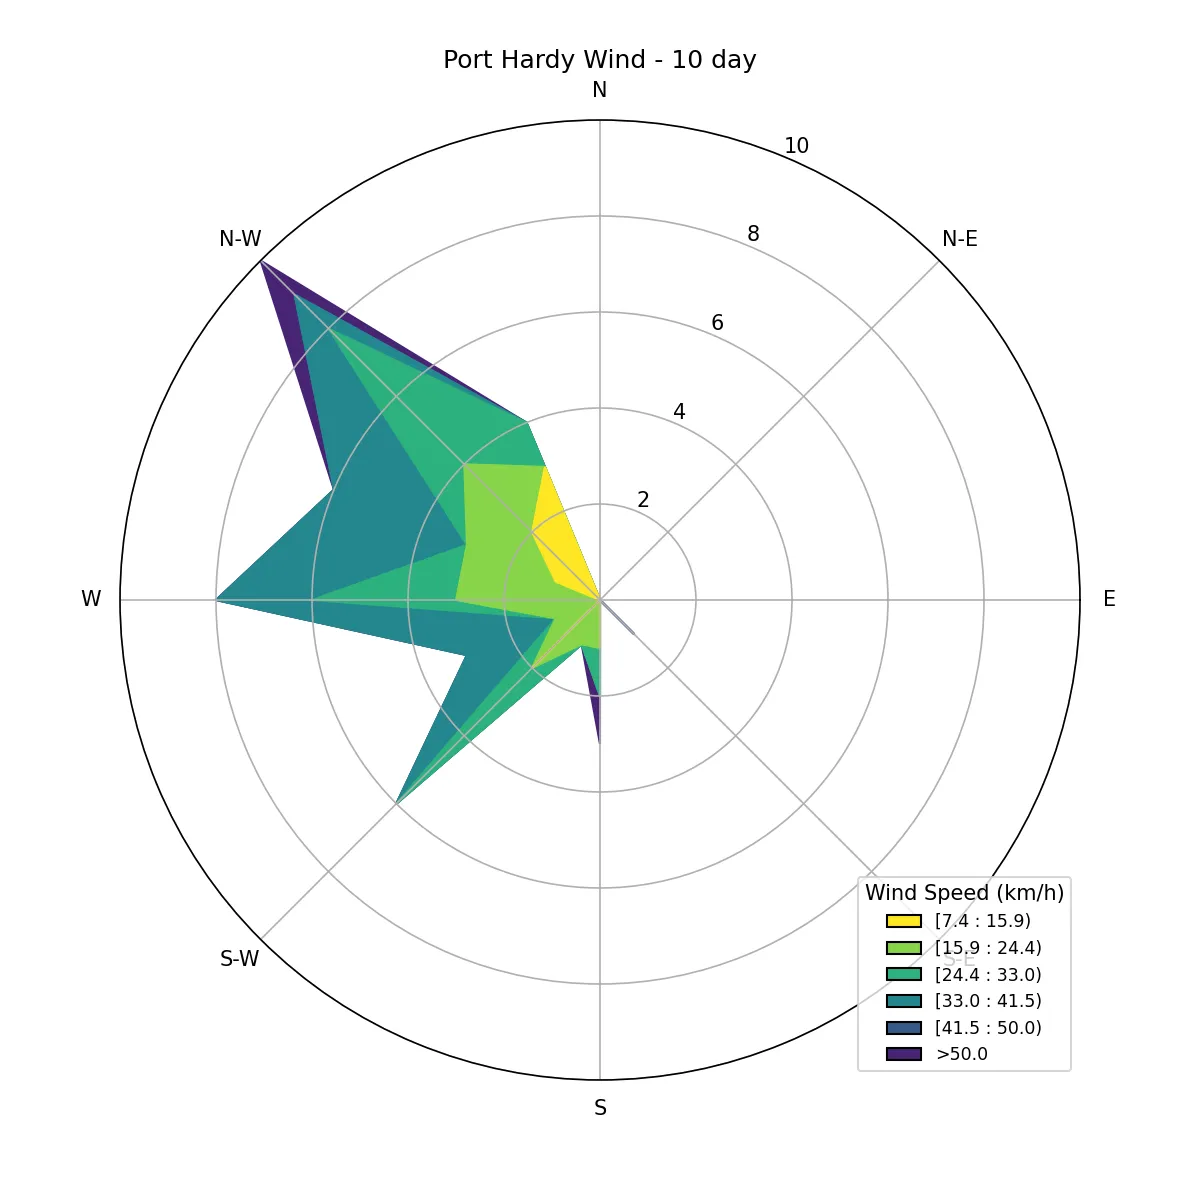 Port Hardy Wind - 10 day
N
10
N-W
8
N-E
6
4
2
W
E
Wind Speed (km/h)
[7.4 : 15.9)
[15.9 : 24.4)
S-W
S-E
[24.4 : 33.0)
[33.0 : 41.5)
[41.5 : 50.0)
>50.0
S